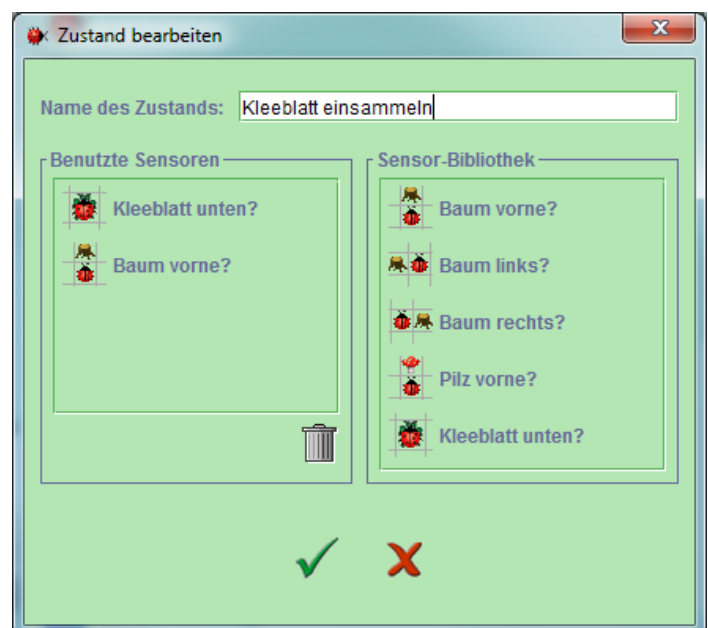 Zustand bearbeiten
Name des Zustands: Kleeblatt einsammeln
Benutzte Sensoren
Kleeblatt unten?
Baum vorne?
Sensor-Bibliothek
Baum vorne?
Baum links?
Baum rechts?
Pilz vorne?
Kleeblatt unten?